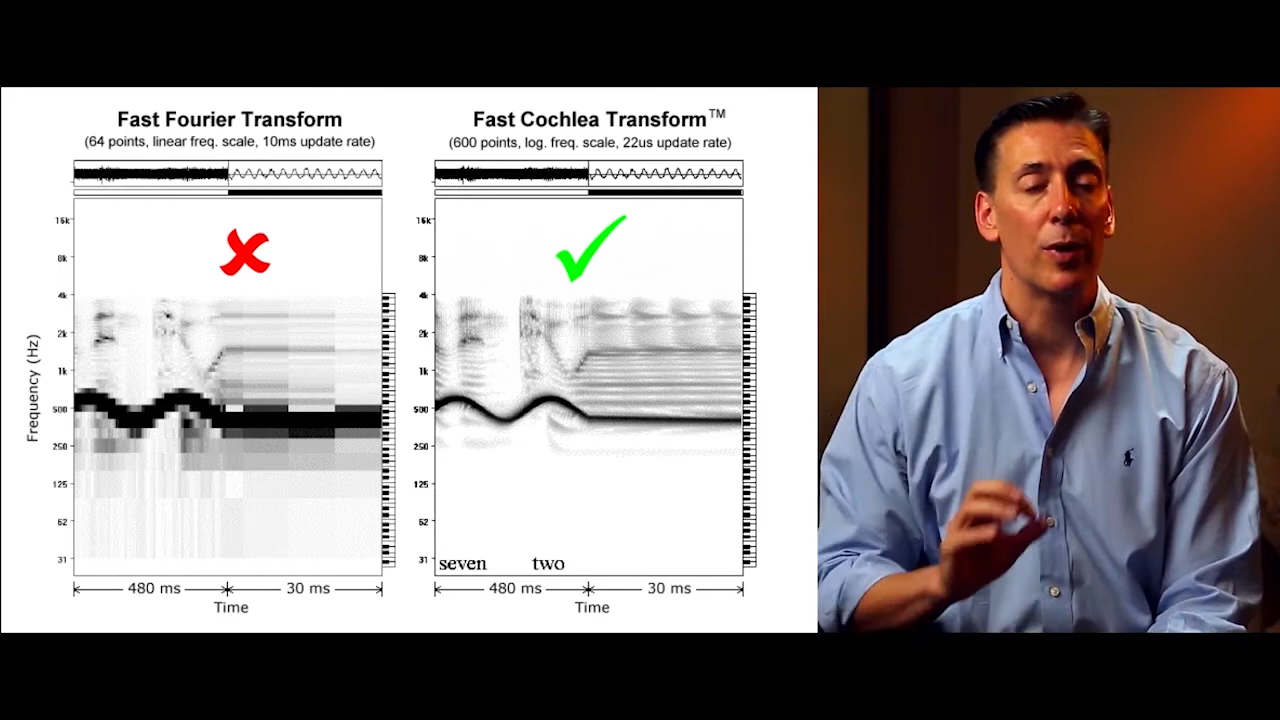 Fast Fourier Transform
(64 points, linear freq. scale, 10ms update rate)
Frequency (Hz)
16k
8k
4k
2k
1k
500
250
125
62
31
480 ms
30 ms
Time
Fast Cochlea Transform™
(600 points, log. freq. scale, 22us update rate)
16k
8k
4k
2k
1k
500
250
125
62
31
seven two
480 ms
30 ms
Time